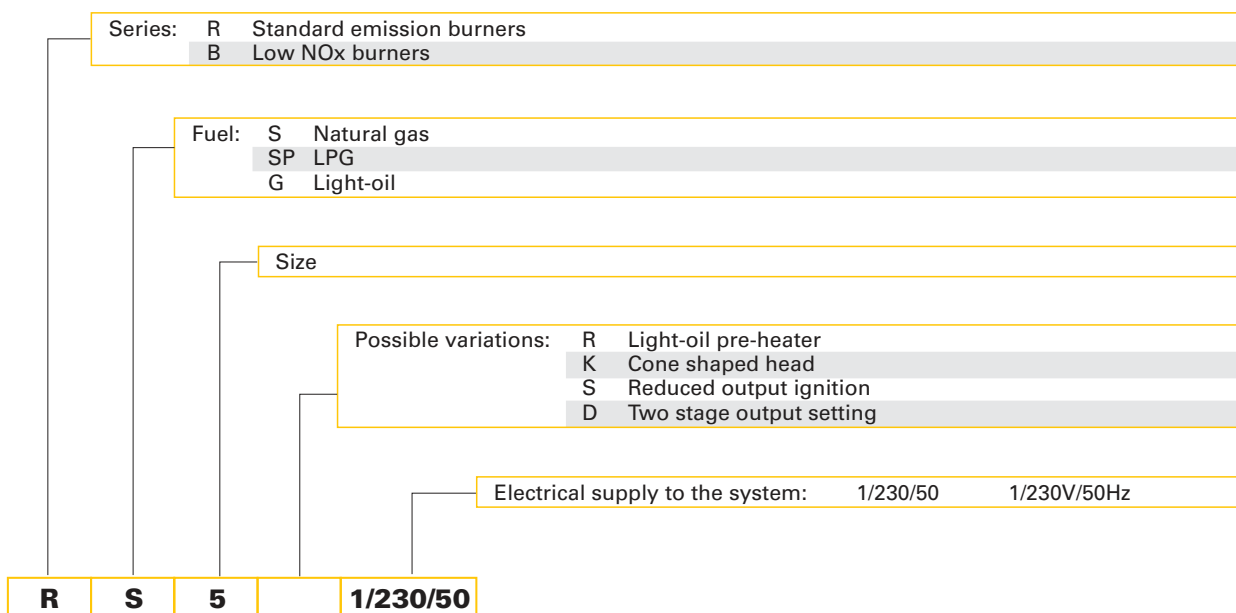 Series: R Standard emission burners
B Low NOx burners
Fuel: S Natural gas
SP LPG
G Light-oil
Size
Possible variations: R Light-oil pre-heater
K Cone shaped head
S Reduced output ignition
D Two stage output setting
Electrical supply to the system: 1/230/50 1/230V/50Hz
R S 5 1/230/50